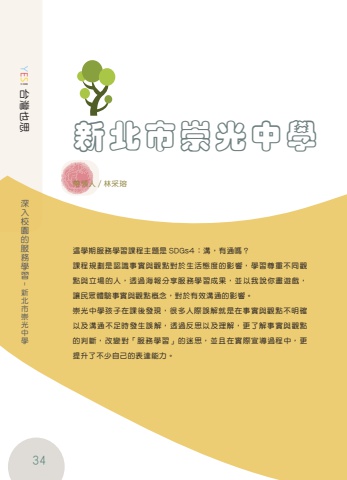 YES! 台灣也思
深入校園的服務學習-新北市崇光中學
新北市崇光中學
/ 林采瑢
這學期服務學習課程主題是 SDGs4:溝,有通嗎?
課程規劃是認識事實與觀點對於生活態度的影響,學習尊重不同觀
點與立場的人,透過海報分享服務學習成果,並以我說你畫遊戲,
讓民眾體驗事實與觀點概念,對於有效溝通的影響。
崇光中學孩子在課後發現,很多人際誤解就是在事實與觀點不明確
以及溝通不足時發生誤解,透過反思以及理解,更了解事實與觀點
的判斷,改變對「服務學習」的迷思,並且在實際宣導過程中,更
提升了不少自己的表達能力。
34